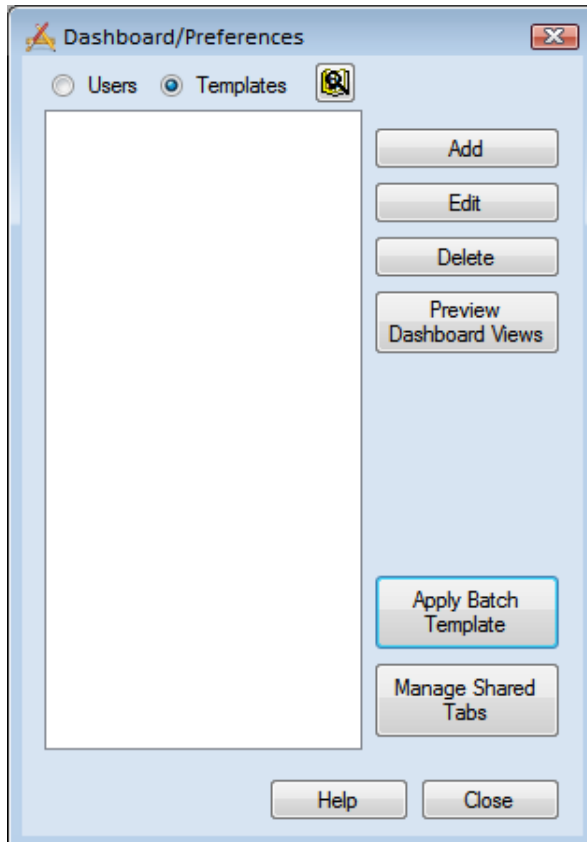 Dashboard/Preferences
Users Templates
Add
Edit
Delete
Preview
Dashboard Views
Apply Batch
Template
Manage Shared
Tabs
Help Close